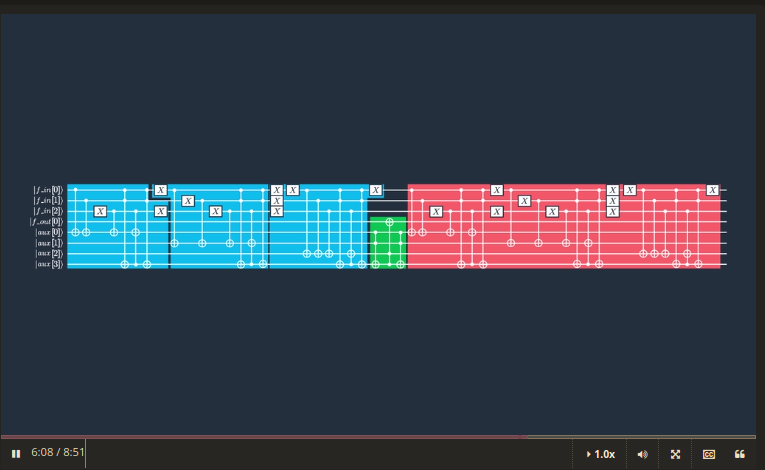 |f_in[0]⟩ X X X X X X X X
|f_in[1]⟩ X X X X
|f_in[2]⟩ X X X X X X X X
|f_out[0]⟩
|aux[0]⟩
|aux[1]⟩
|aux[2]⟩
|aux[3]⟩
6:08 / 8:51 1.0x CC